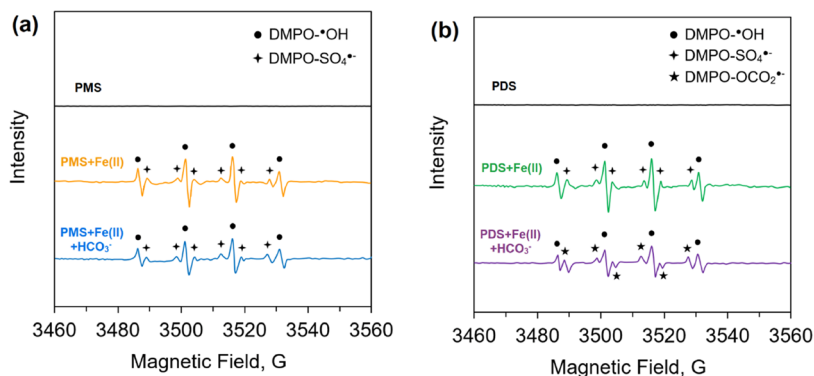 (a)
● DMPO-•OH
✦ DMPO-SO₄•-
PMS
PMS+Fe(II)
PMS+Fe(II)
+HCO₃-
Intensity
3460 3480 3500 3520 3540 3560
Magnetic Field, G
(b)
● DMPO-•OH
✦ DMPO-SO₄•-
★ DMPO-OCO₂•-
PDS
PDS+Fe(II)
PDS+Fe(II)
+HCO₃-
Intensity
3460 3480 3500 3520 3540 3560
Magnetic Field, G